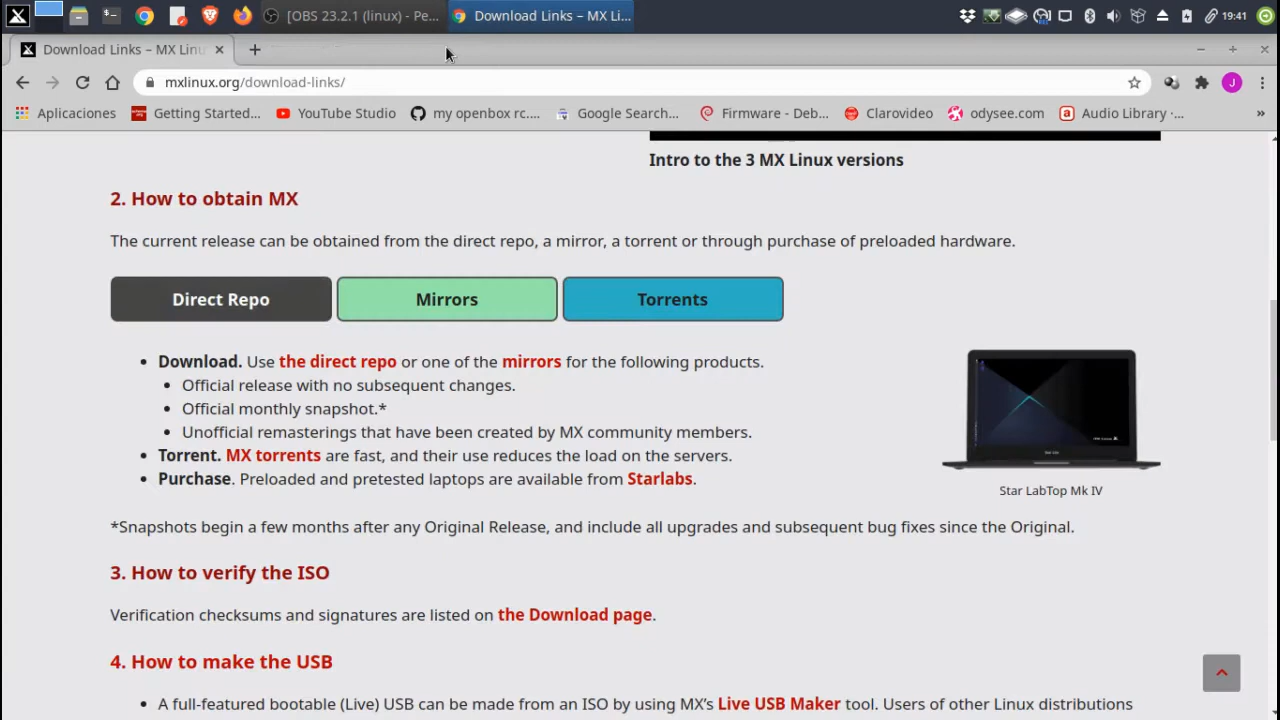 [OBS 23.2.1 (linux) - Pe...
Download Links – MX Li...
19:41
Download Links – MX Linu
mxlinux.org/download-links/
J
Aplicaciones
Getting Started...
YouTube Studio
my openbox rc....
Google Search...
Firmware - Deb...
Clarovideo
odysee.com
Audio Library ·...
»
Intro to the 3 MX Linux versions
2. How to obtain MX
The current release can be obtained from the direct repo, a mirror, a torrent or through purchase of preloaded hardware.
Direct Repo
Mirrors
Torrents
• Download. Use the direct repo or one of the mirrors for the following products.
• Official release with no subsequent changes.
• Official monthly snapshot.*
• Unofficial remasterings that have been created by MX community members.
• Torrent. MX torrents are fast, and their use reduces the load on the servers.
• Purchase. Preloaded and pretested laptops are available from Starlabs.
Star LabTop Mk IV
*Snapshots begin a few months after any Original Release, and include all upgrades and subsequent bug fixes since the Original.
3. How to verify the ISO
Verification checksums and signatures are listed on the Download page.
4. How to make the USB
• A full-featured bootable (Live) USB can be made from an ISO by using MX's Live USB Maker tool. Users of other Linux distributions